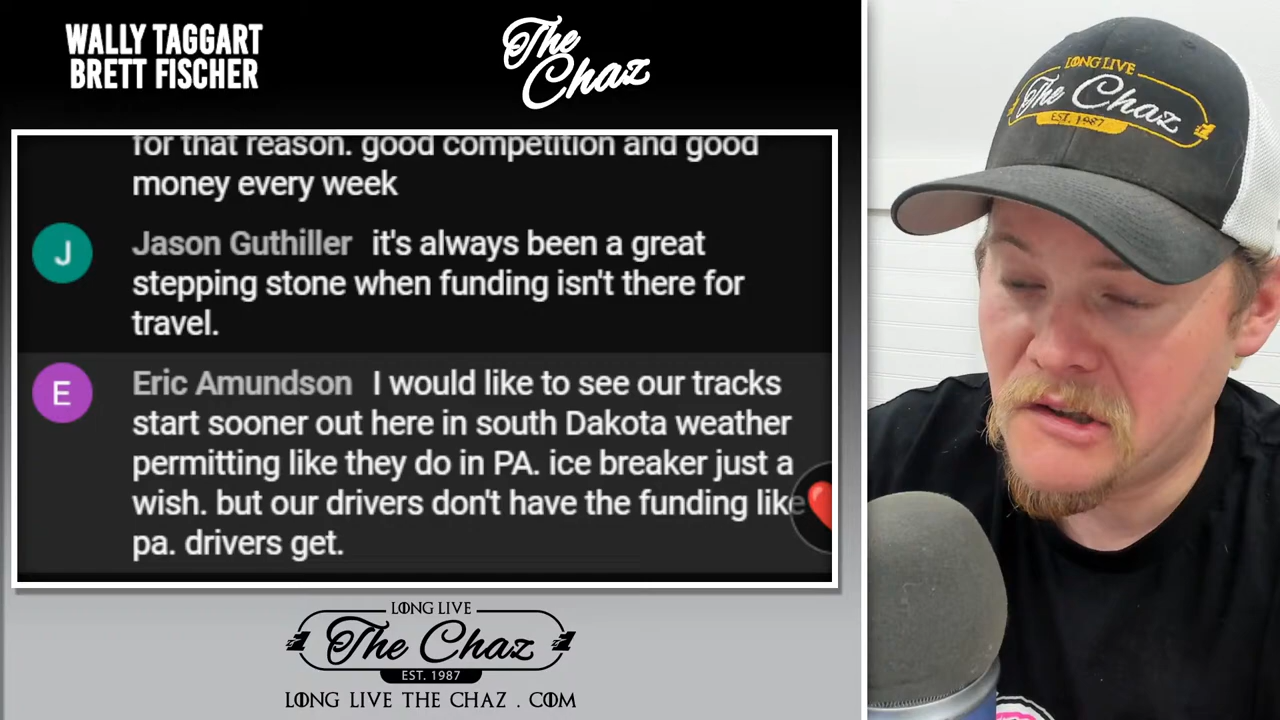 WALLY TAGGART
BRETT FISCHER
The
Chaz
for that reason. good competition and good
money every week
J
Jason Guthiller it's always been a great
stepping stone when funding isn't there for
travel.
E
Eric Amundson I would like to see our tracks
start sooner out here in south Dakota weather
permitting like they do in PA. ice breaker just a
wish. but our drivers don't have the funding like
pa. drivers get.
LONG LIVE
The Chaz
EST. 1987
LONG LIVE THE CHAZ . COM
LONG LIVE
The Chaz
EST. 1987